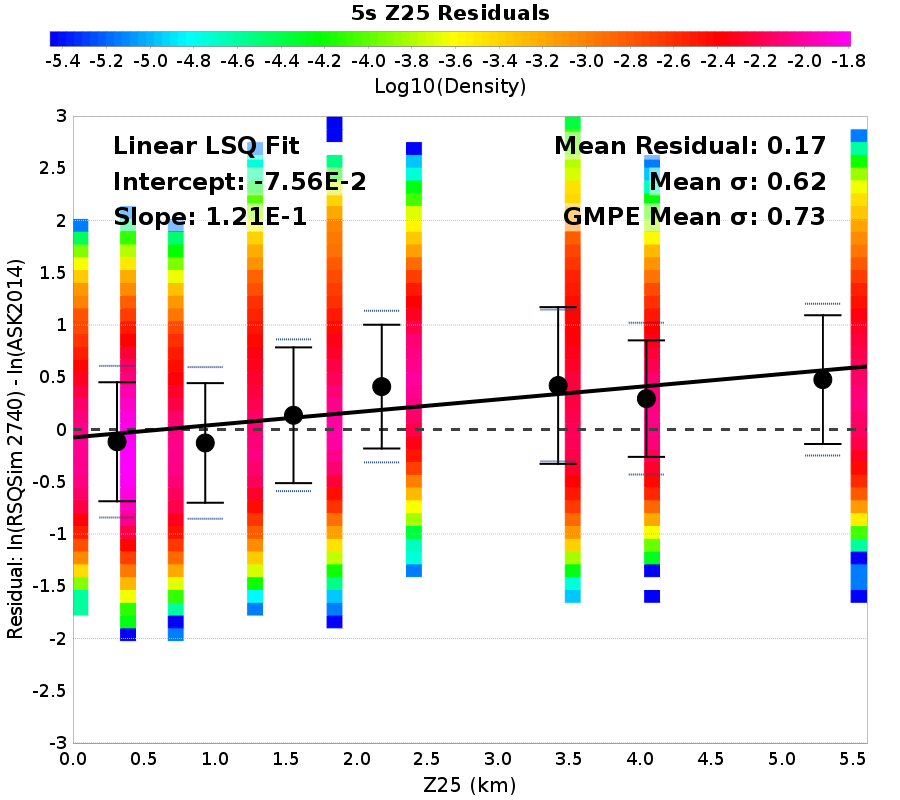 5s Z25 Residuals
-5.4 -5.2 -5.0 -4.8 -4.6 -4.4 -4.2 -4.0 -3.8 -3.6 -3.4 -3.2 -3.0 -2.8 -2.6 -2.4 -2.2 -2.0 -1.8
Log10(Density)
Linear LSQ Fit
Intercept: -7.56E-2
Slope: 1.21E-1
Mean Residual: 0.17
Mean σ: 0.62
GMPE Mean σ: 0.73
Residual: ln(RSQSim 2740) - ln(ASK2014)
3
2.5
2
1.5
1
0.5
0
-0.5
-1
-1.5
-2
-2.5
-3
0.0 0.5 1.0 1.5 2.0 2.5 3.0 3.5 4.0 4.5 5.0 5.5
Z25 (km)